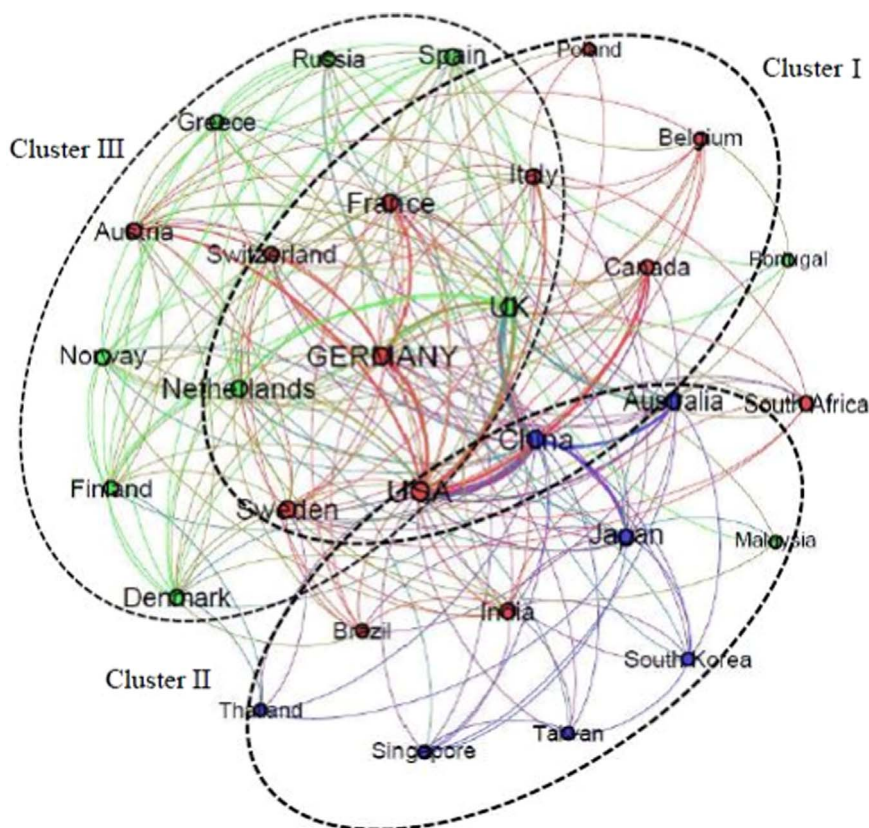 Spain
Russia
Poland
Cluster I
Greece
Belgium
Cluster III
Italy
France
Austria
Switzerland
Portugal
Canada
UK
Norway
GERMANY
Netherlands
Australia
South Africa
China
Finland
USA
Sweden
Japan
Malaysia
Denmark
India
Brazil
South Korea
Cluster II
Thailand
Taiwan
Singapore